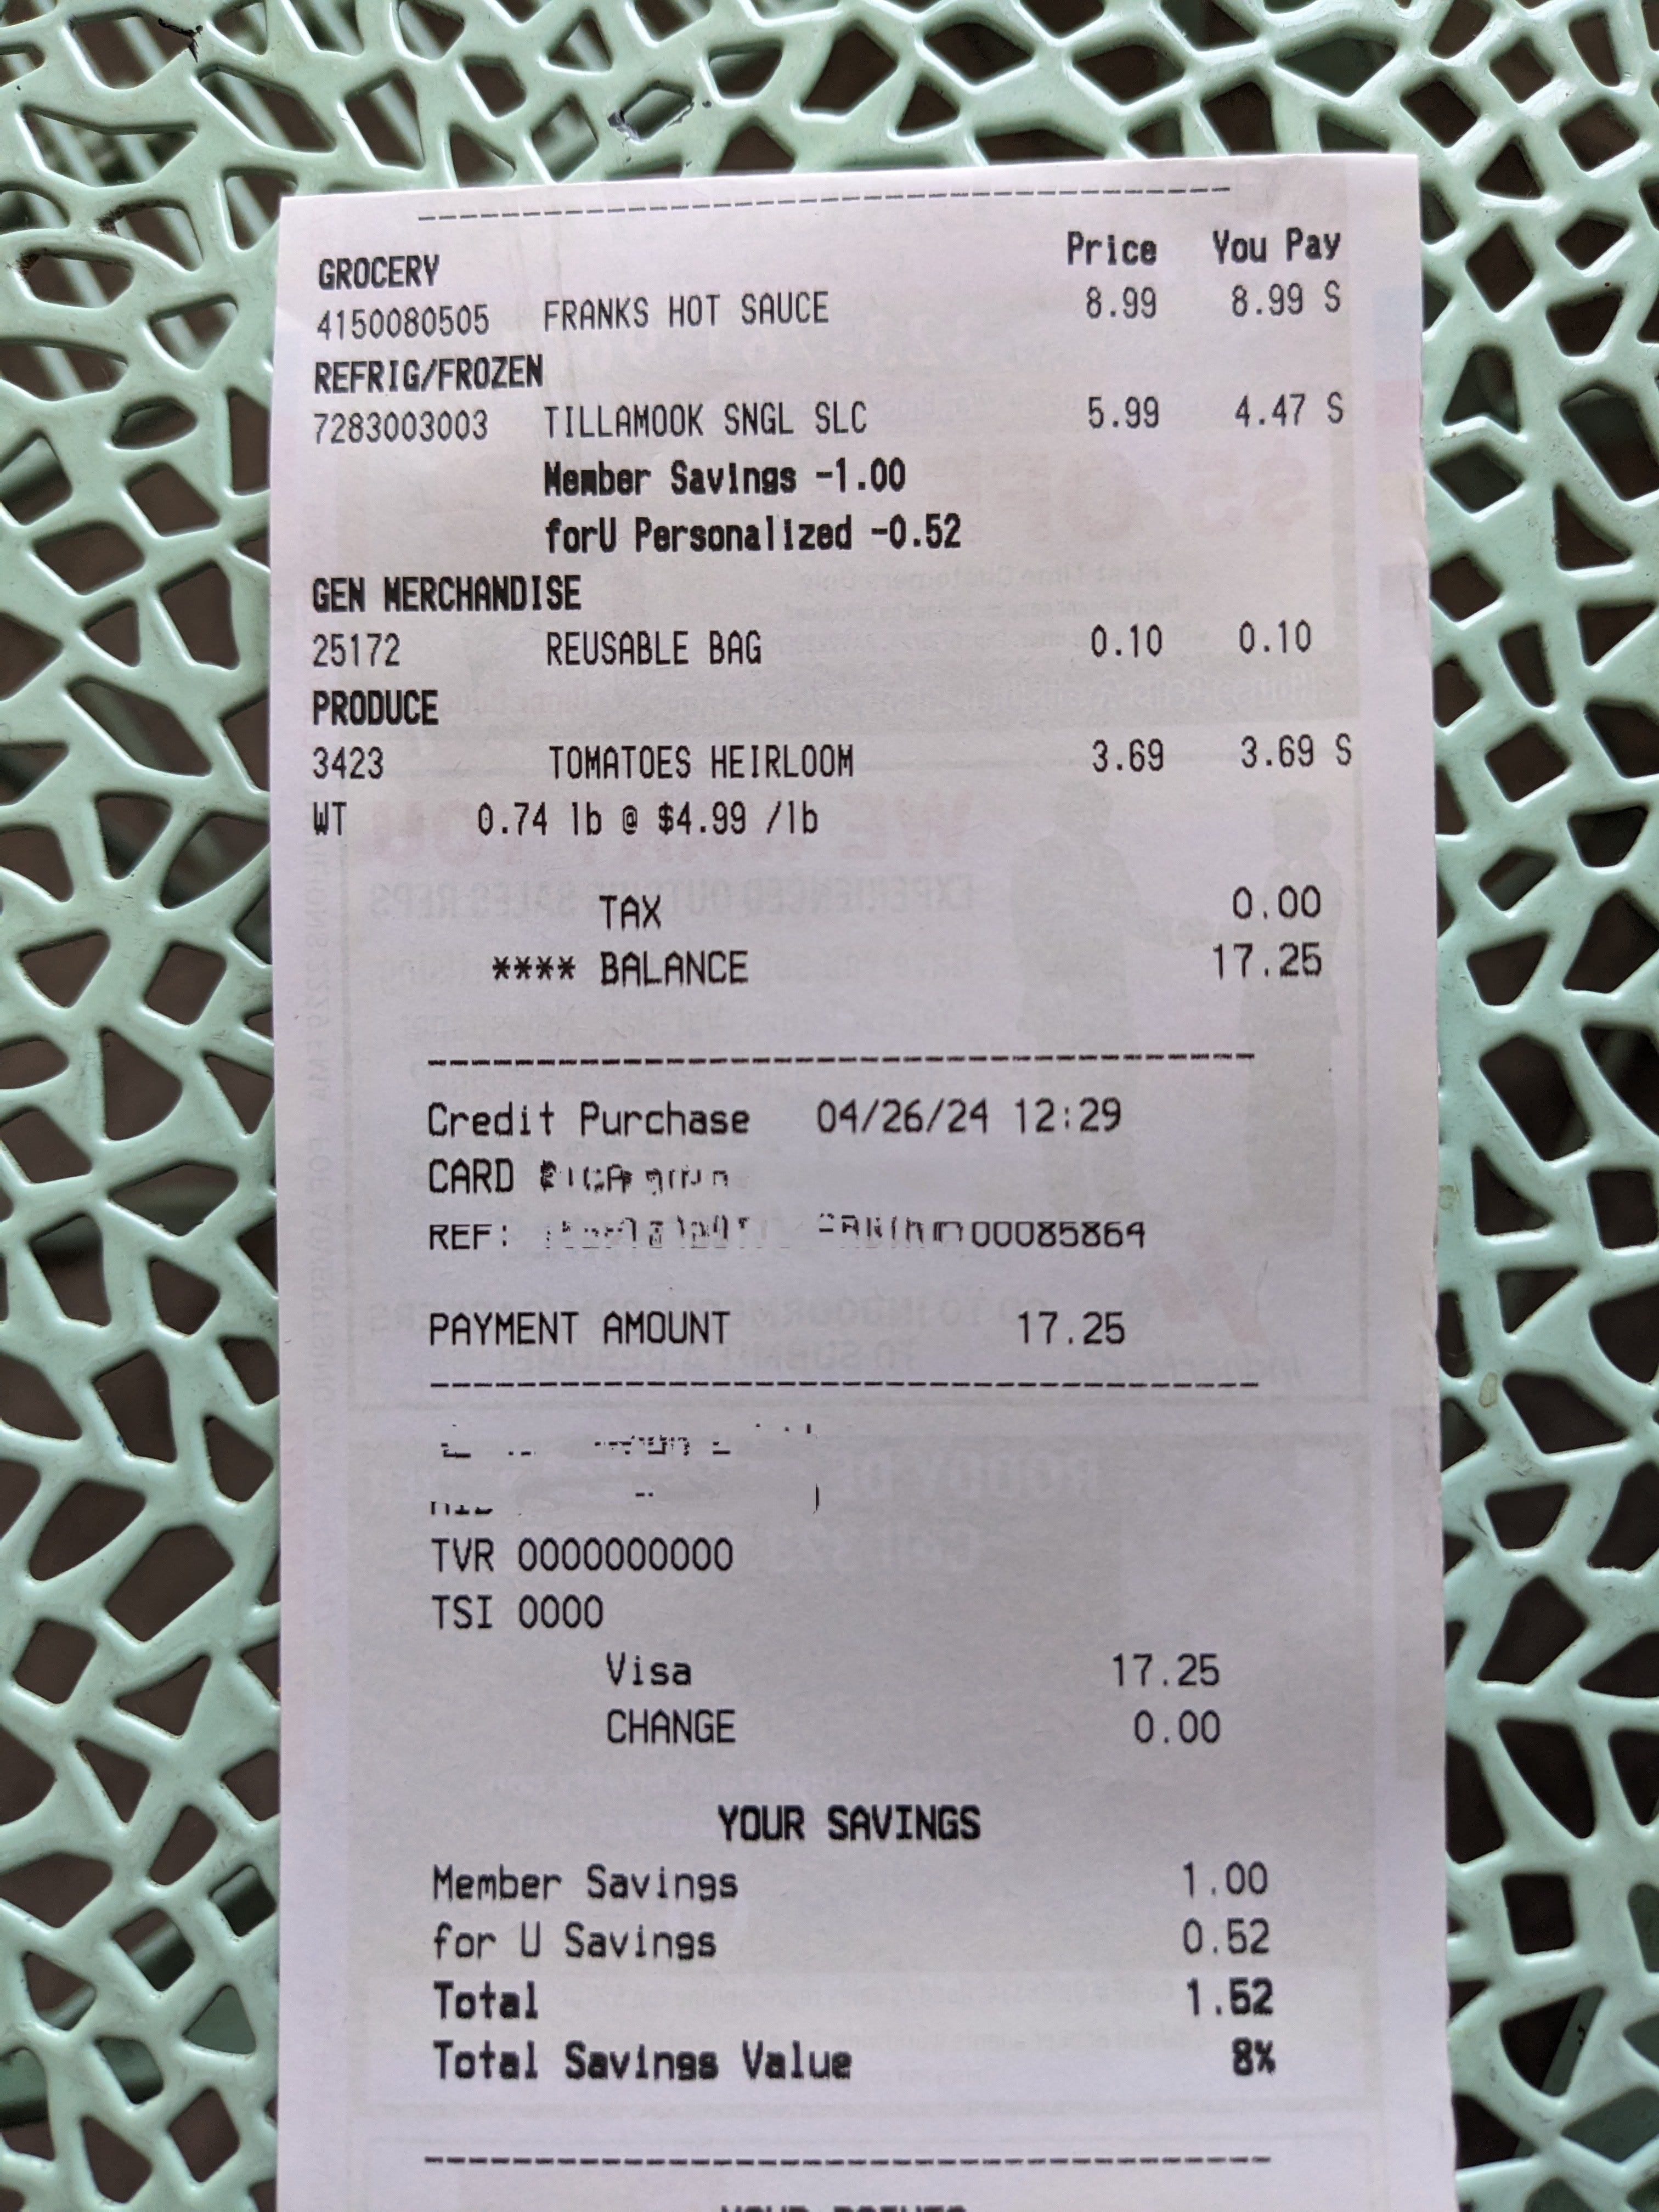 Price You Pay
GROCERY
4150080505 FRANKS HOT SAUCE 8.99 8.99 S
REFRIG/FROZEN
7283003003 TILLAMOOK SNGL SLC 5.99 4.47 S
Member Savings -1.00
forU Personalized -0.52
GEN MERCHANDISE
25172 REUSABLE BAG 0.10 0.10
PRODUCE
3423 TOMATOES HEIRLOOM 3.69 3.69 S
WT 0.74 lb @ $4.99 /lb
TAX 0.00
**** BALANCE 17.25
Credit Purchase 04/26/24 12:29
CARD
REF: 00085864
PAYMENT AMOUNT 17.25
TVR 0000000000
TSI 0000
Visa 17.25
CHANGE 0.00
YOUR SAVINGS
Member Savings 1.00
for U Savings 0.52
Total 1.52
Total Savings Value 8%